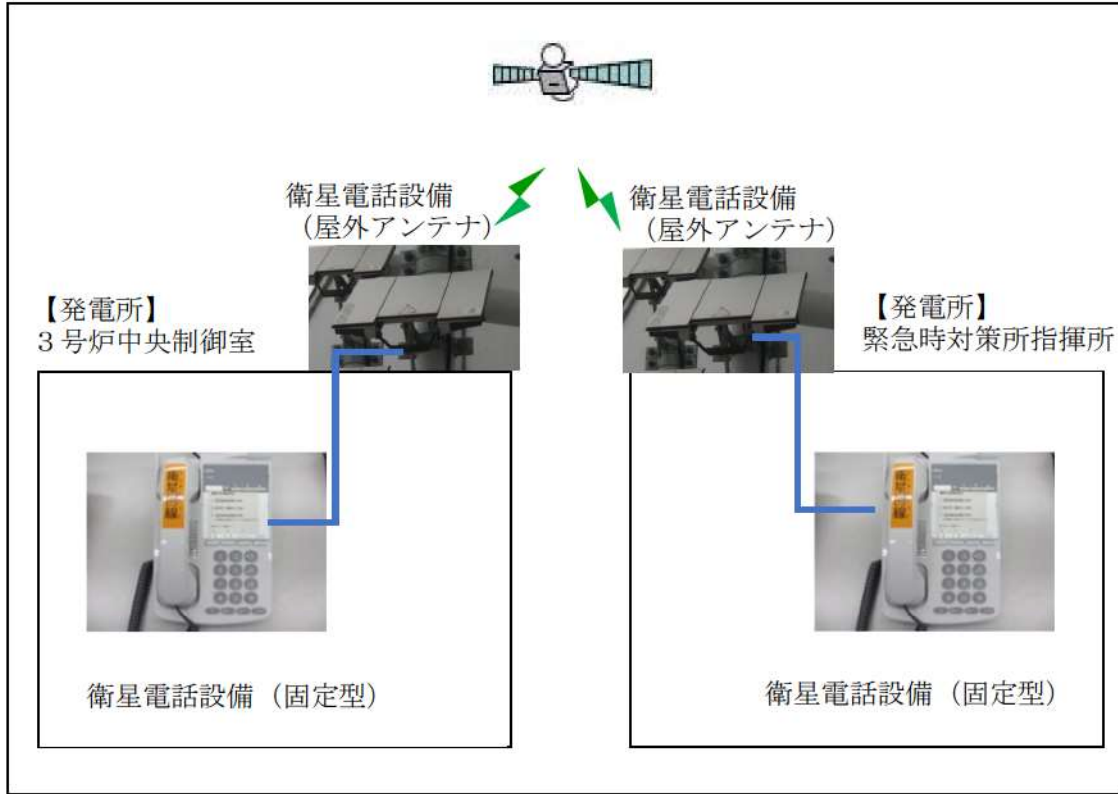 衛星電話設備
（屋外アンテナ）
衛星電話設備
（屋外アンテナ）
【発電所】
３号炉中央制御室
【発電所】
緊急時対策所指揮所
衛星電話設備（固定型）
衛星電話設備（固定型）